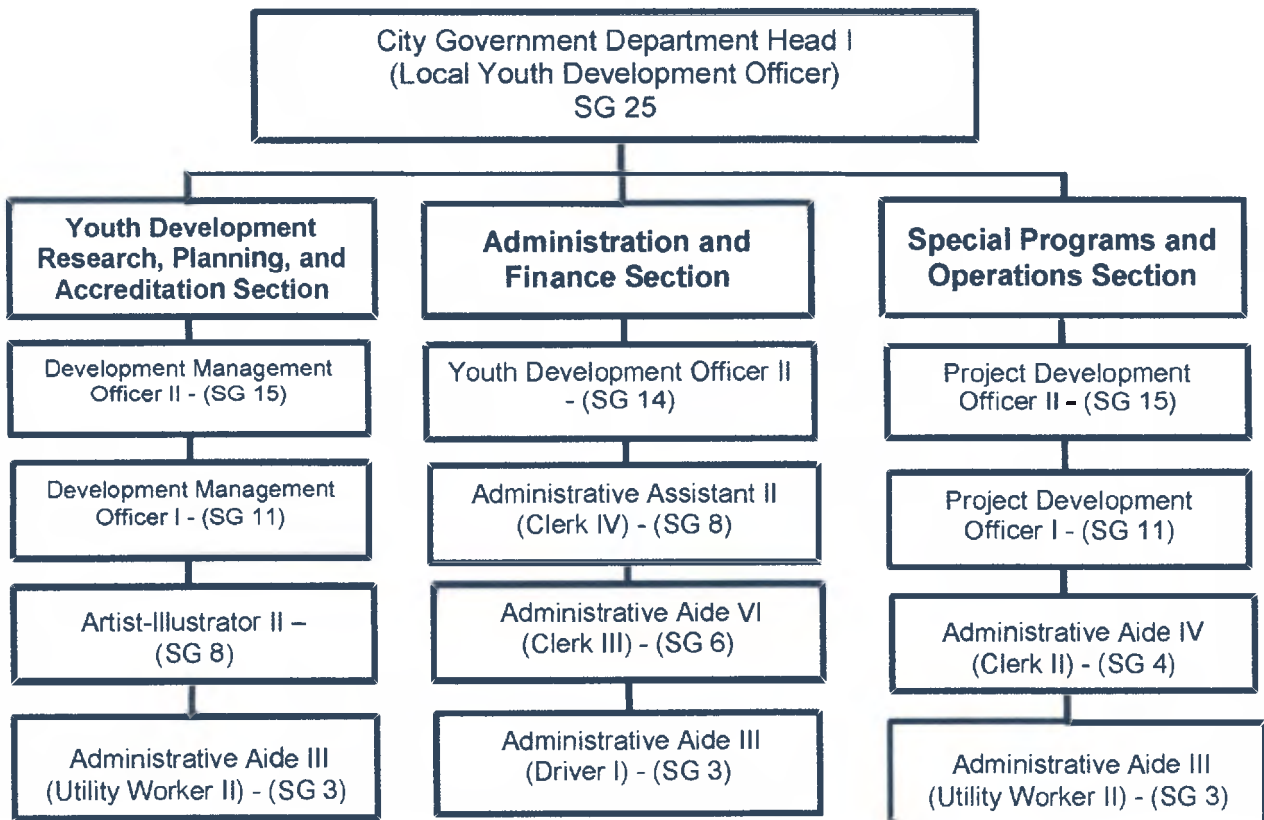 City Government Department Head I
(Local Youth Development Officer)
SG 25
Youth Development
Research, Planning, and
Accreditation Section
Development Management
Officer II - (SG 15)
Development Management
Officer I - (SG 11)
Artist-Illustrator II –
(SG 8)
Administrative Aide III
(Utility Worker II) - (SG 3)
Administration and
Finance Section
Youth Development Officer II
- (SG 14)
Administrative Assistant II
(Clerk IV) - (SG 8)
Administrative Aide VI
(Clerk III) - (SG 6)
Administrative Aide III
(Driver I) - (SG 3)
Special Programs and
Operations Section
Project Development
Officer II - (SG 15)
Project Development
Officer I - (SG 11)
Administrative Aide IV
(Clerk II) - (SG 4)
Administrative Aide III
(Utility Worker II) - (SG 3)